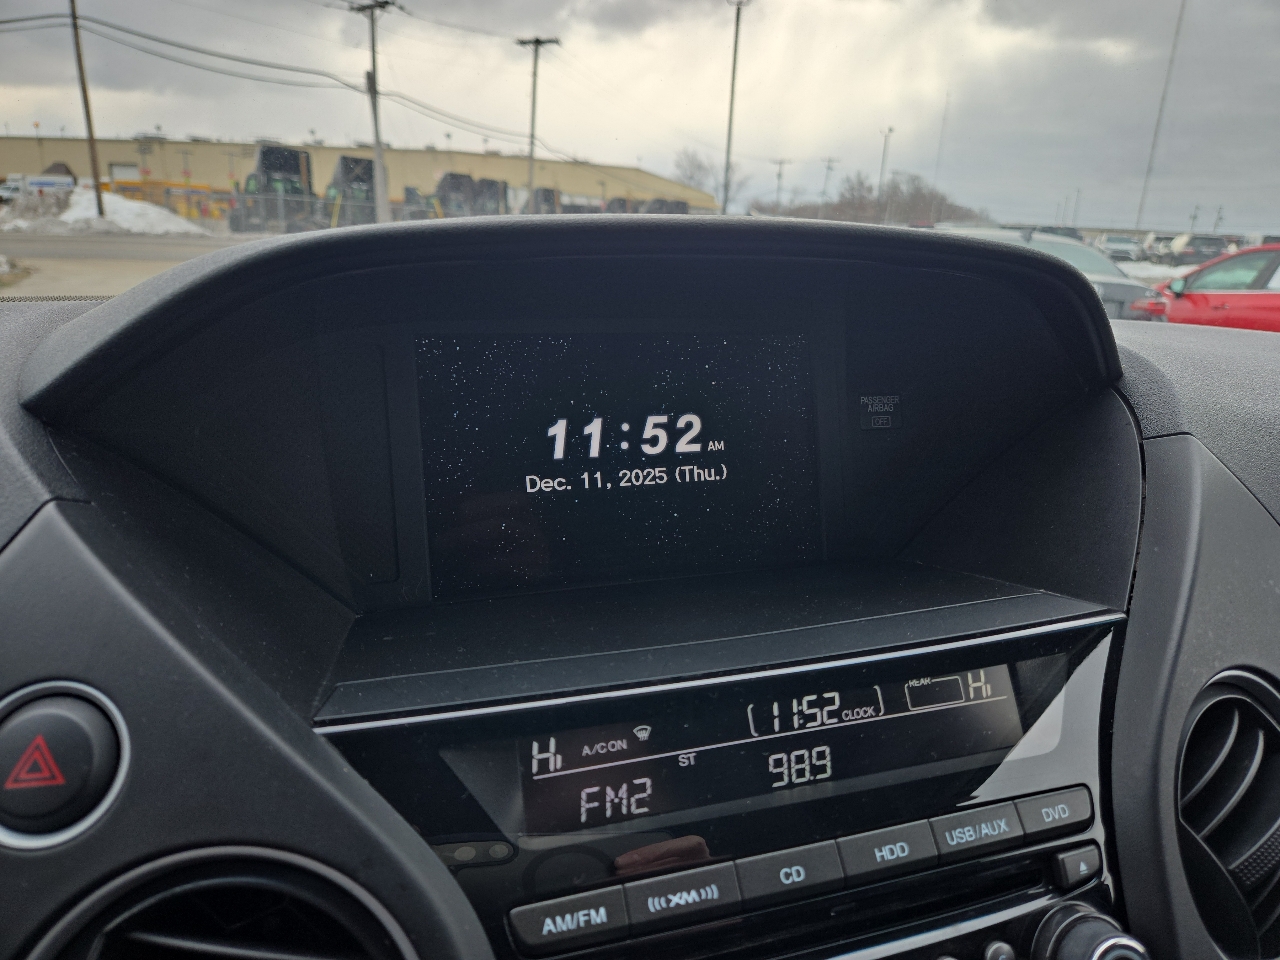 11:52 AM
Dec. 11, 2025 (Thu.)
PASSENGER
AIRBAG
OFF
Hi A/CON (11:52 CLOCK) REAR Hi
ST
FM2 98.9
AM/FM XM CD HDD USB/AUX DVD